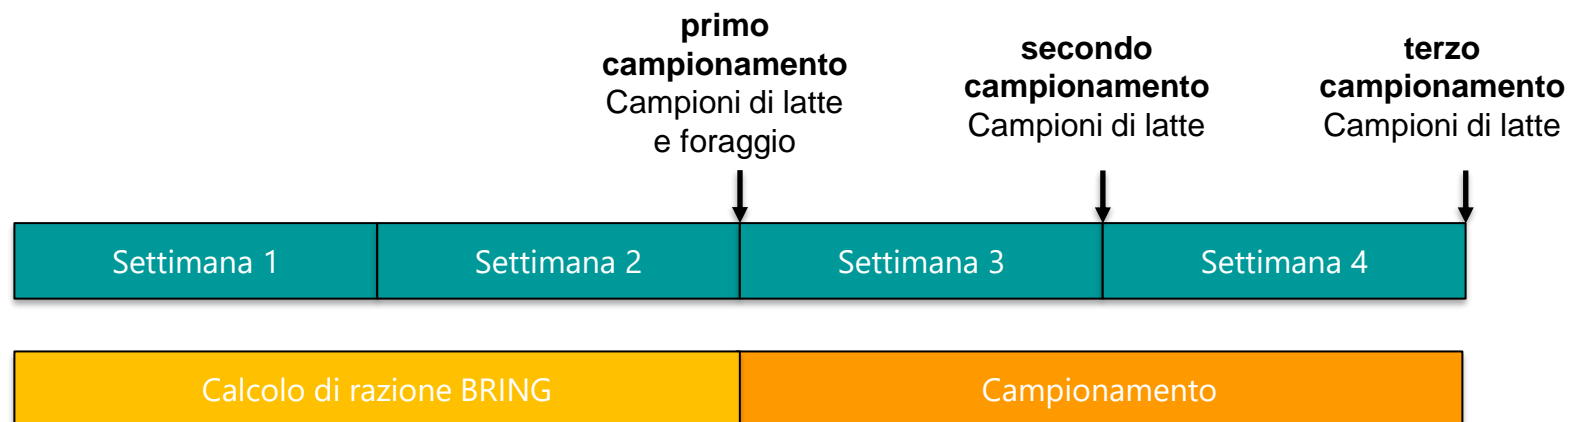 primo
campionamento
Campioni di latte
e foraggio
secondo
campionamento
Campioni di latte
terzo
campionamento
Campioni di latte
Settimana 1
Settimana 2
Settimana 3
Settimana 4
Calcolo di razione BRING
Campionamento